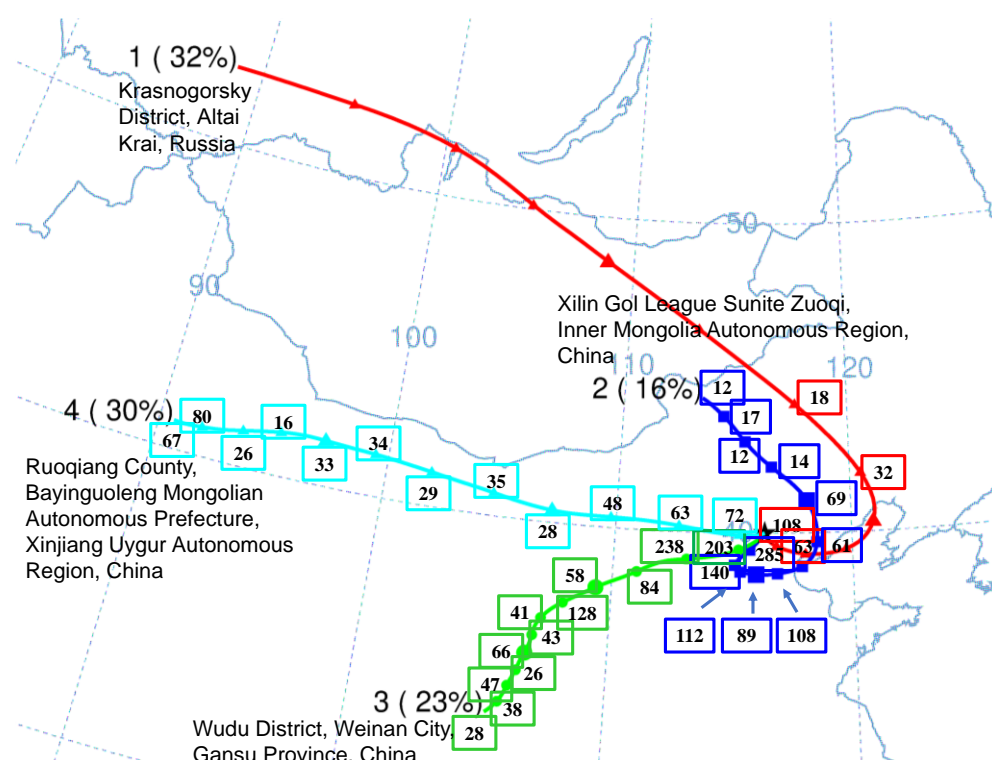 1 ( 32%)
Krasnogorsky
District, Altai
Krai, Russia
50
90
Xilin Gol League Sunite Zuoqi,
Inner Mongolia Autonomous Region,
China
100
110
120
2 ( 16%)
12
18
17
12
14
32
69
4 ( 30%)
80
67
16
26
34
33
29
35
28
48
63
72
40
108
63
61
Ruoqiang County,
Bayinguoleng Mongolian
Autonomous Prefecture,
Xinjiang Uygur Autonomous
Region, China
238
203
285
140
58
84
41
128
43
112
89
108
66
26
47
38
3 ( 23%)
28
Wudu District, Weinan City,
Gansu Province, China